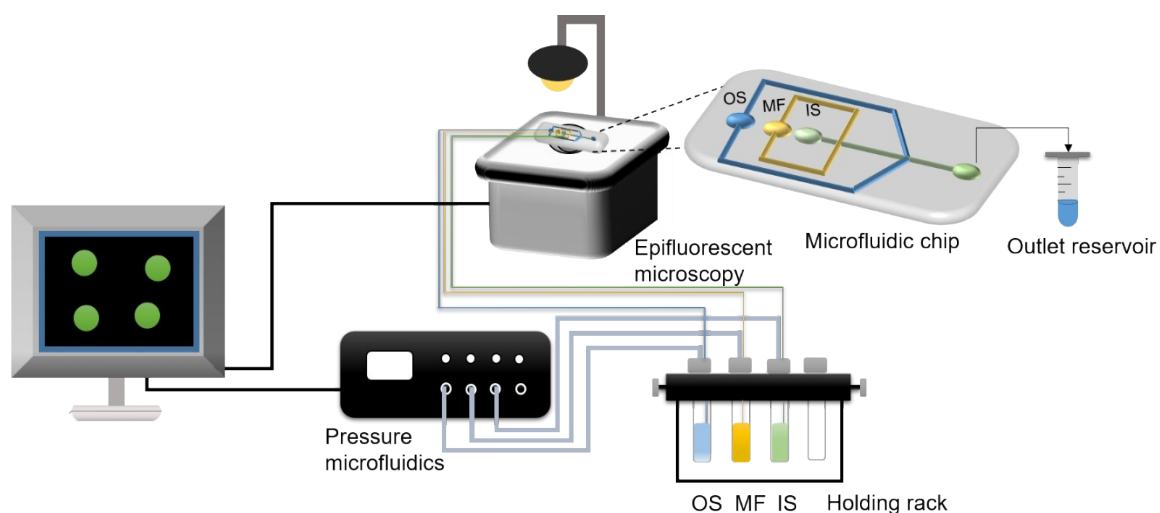 OS
MF
IS
Epifluorescent
microscopy
Microfluidic chip
Outlet reservoir
Pressure
microfluidics
OS MF IS Holding rack